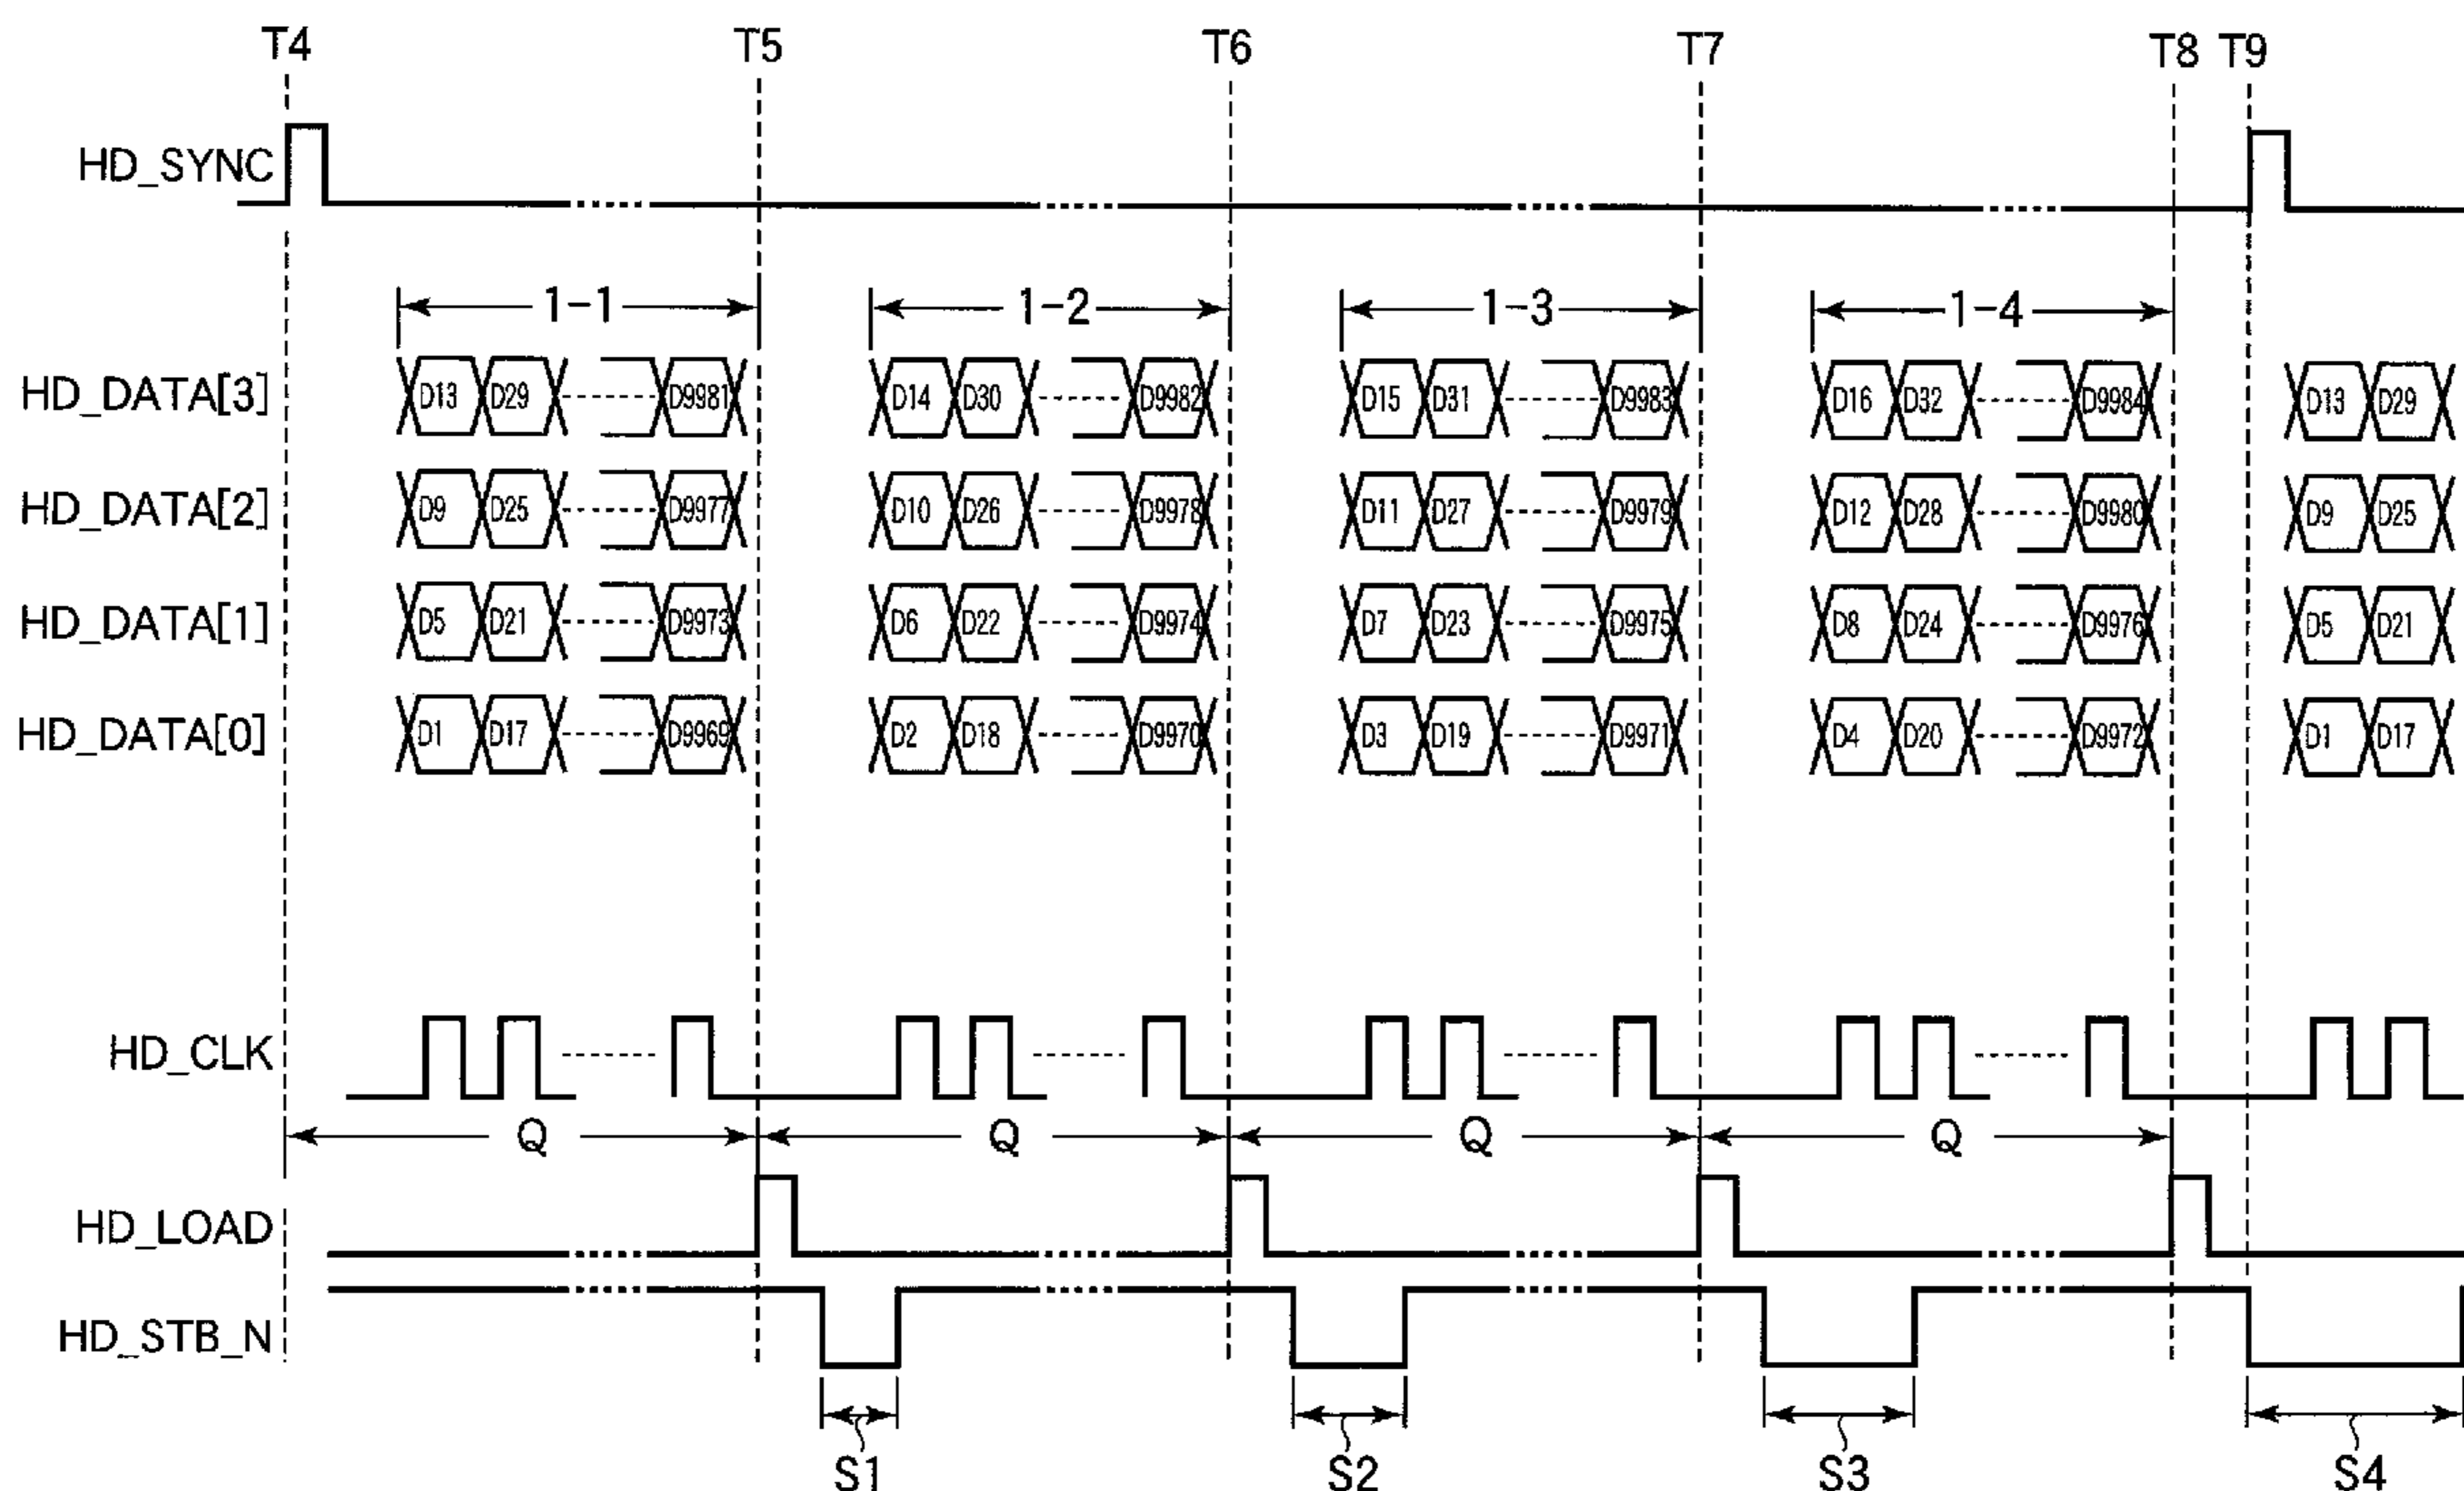 T4 T5 T6 T7 T8 T9
HD_SYNC
1-1 1-2 1-3 1-4
HD_DATA[3] D13 D29 D9981 D14 D30 D9982 D15 D31 D9983 D16 D32 D9984 D13 D29
HD_DATA[2] D9 D25 D9977 D10 D26 D9978 D11 D27 D9979 D12 D28 D9980 D9 D25
HD_DATA[1] D5 D21 D9973 D6 D22 D9974 D7 D23 D9975 D8 D24 D9976 D5 D21
HD_DATA[0] D1 D17 D9969 D2 D18 D9970 D3 D19 D9971 D4 D20 D9972 D1 D17
HD_CLK
Q Q Q Q
HD_LOAD
HD_STB_N
S1 S2 S3 S4